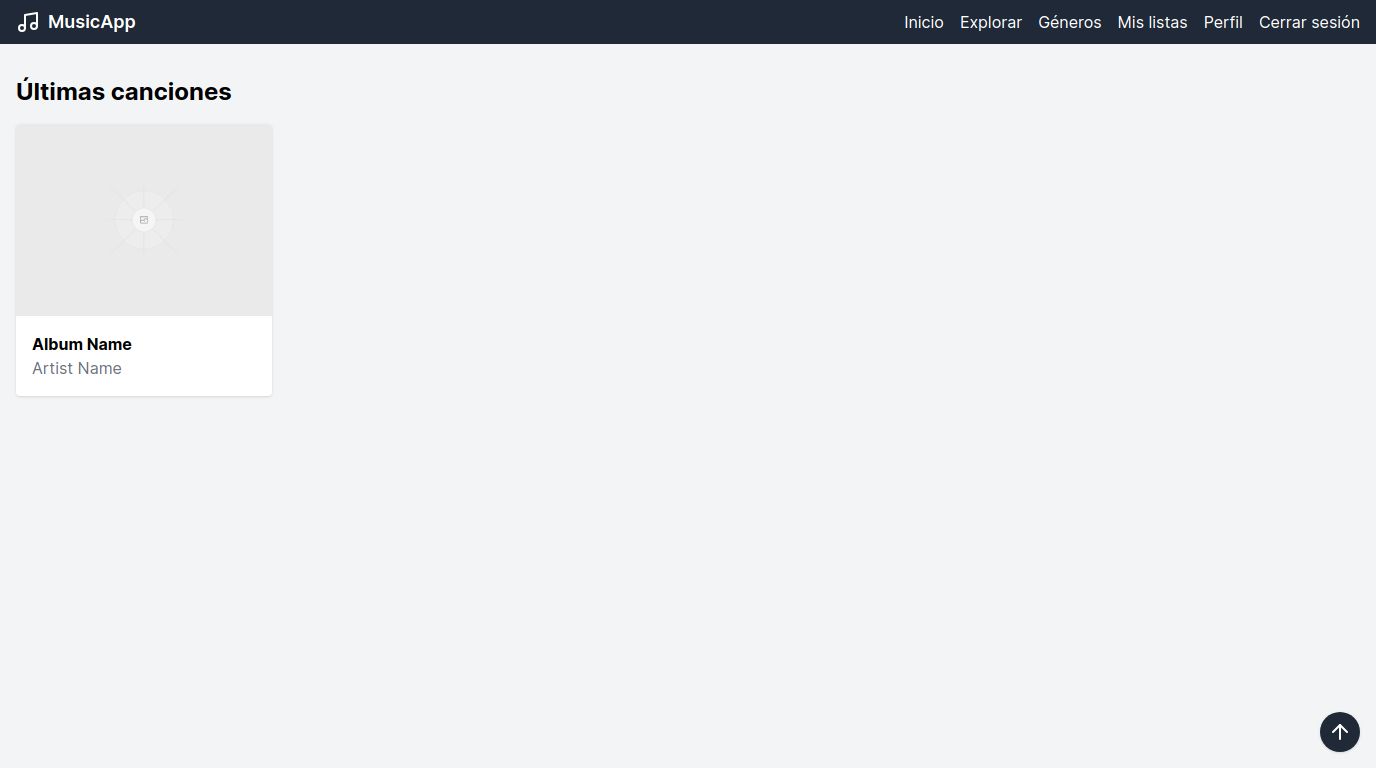 MusicApp Inicio Explorar Géneros Mis listas Perfil Cerrar sesión
Últimas canciones
Album Name
Artist Name